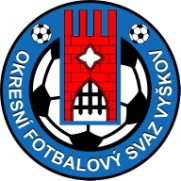 OKRESNÍ FOTBALOVÝ SVAZ VYŠKOV